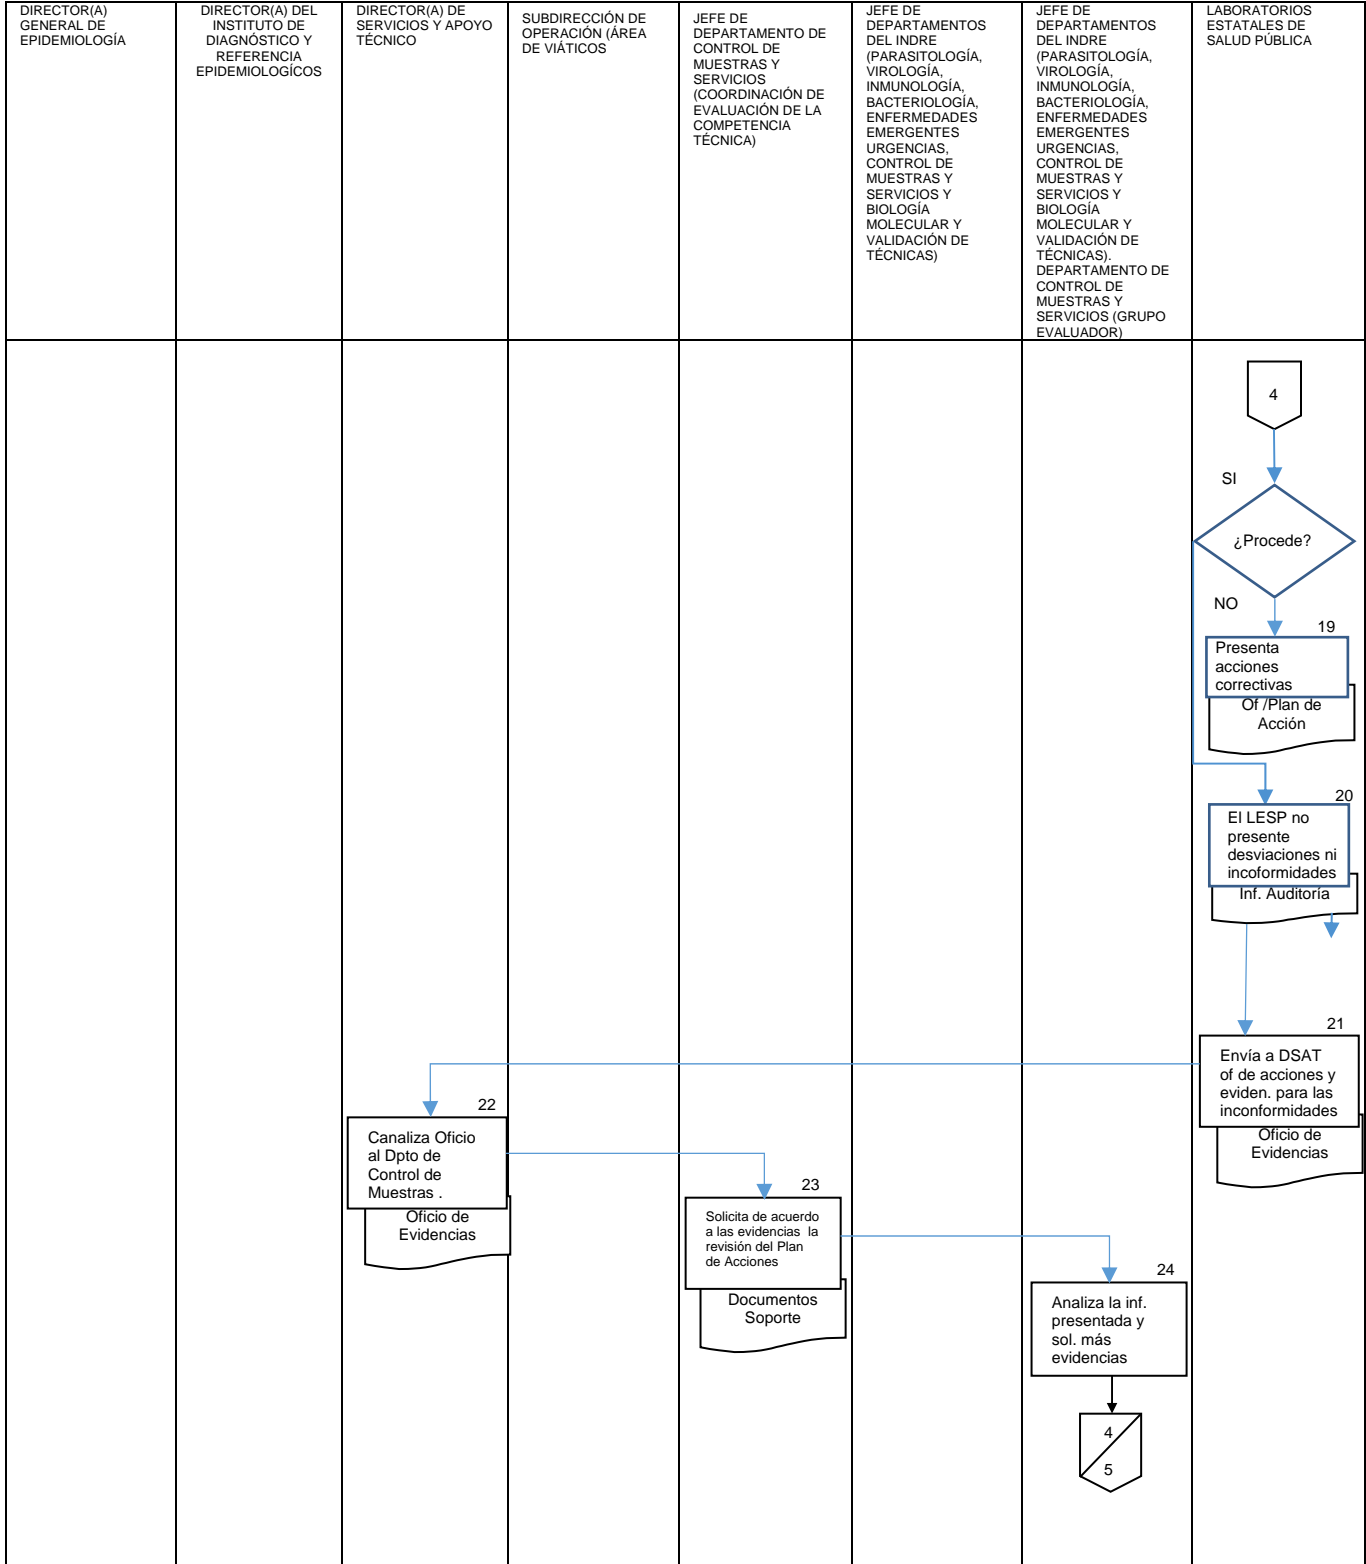 DIRECTOR(A)
GENERAL DE
EPIDEMIOLOGÍA
DIRECTOR(A) DEL
INSTITUTO DE
DIAGNÓSTICO Y
REFERENCIA
EPIDEMIOLOGÍCOS
DIRECTOR(A) DE
SERVICIOS Y APOYO
TÉCNICO
SUBDIRECCIÓN DE
OPERACIÓN (ÁREA
DE VIÁTICOS
JEFE DE
DEPARTAMENTO DE
CONTROL DE
MUESTRAS Y
SERVICIOS
(COORDINACIÓN DE
EVALUACIÓN DE LA
COMPETENCIA
TÉCNICA)
JEFE DE
DEPARTAMENTOS
DEL INDRE
(PARASITOLOGÍA,
VIROLOGÍA,
INMUNOLOGÍA,
BACTERIOLOGÍA,
ENFERMEDADES
EMERGENTES
URGENCIAS,
CONTROL DE
MUESTRAS Y
SERVICIOS Y
BIOLOGÍA
MOLECULAR Y
VALIDACIÓN DE
TÉCNICAS)
JEFE DE
DEPARTAMENTOS
DEL INDRE
(PARASITOLOGÍA,
VIROLOGÍA,
INMUNOLOGÍA,
BACTERIOLOGÍA,
ENFERMEDADES
EMERGENTES
URGENCIAS,
CONTROL DE
MUESTRAS Y
SERVICIOS Y
BIOLOGÍA
MOLECULAR Y
VALIDACIÓN DE
TÉCNICAS).
DEPARTAMENTO DE
CONTROL DE
MUESTRAS Y
SERVICIOS (GRUPO
EVALUADOR)
LABORATORIOS
ESTATALES DE
SALUD PÚBLICA
4
SI
¿Procede?
NO
19
Presenta
acciones
correctivas
Of /Plan de
Acción
20
El LESP no
presente
desviaciones ni
incoformidades
Inf. Auditoría
21
Envía a DSAT
of de acciones y
eviden. para las
inconformidades
Oficio de
Evidencias
22
Canaliza Oficio
al Dpto de
Control de
Muestras .
Oficio de
Evidencias
23
Solicita de acuerdo
a las evidencias la
revisión del Plan
de Acciones
Documentos
Soporte
24
Analiza la inf.
presentada y
sol. más
evidencias
4
5